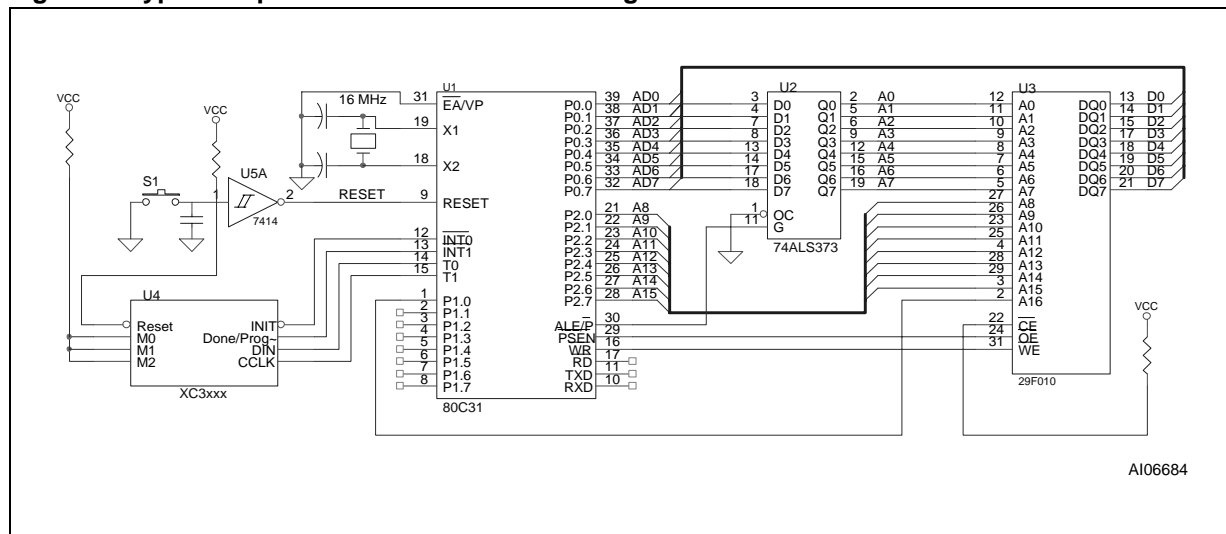 VCC
VCC
16 MHz
S1
1
U5A
2
7414
RESET
U4
Reset
M0
M1
M2
INIT
Done/Prog~
DIN
CCLK
XC3xxx
U1
31 EA/VP
19 X1
18 X2
9 RESET
12 INT0
13 INT1
14 T0
15 T1
1 P1.0
2 P1.1
3 P1.2
4 P1.3
5 P1.4
6 P1.5
7 P1.6
8 P1.7
P0.0 39 AD0
P0.1 38 AD1
P0.2 37 AD2
P0.3 36 AD3
P0.4 35 AD4
P0.5 34 AD5
P0.6 33 AD6
P0.7 32 AD7
P2.0 21 A8
P2.1 22 A9
P2.2 23 A10
P2.3 24 A11
P2.4 25 A12
P2.5 26 A13
P2.6 27 A14
P2.7 28 A15
ALE/P 30
PSEN 29
WR 16
RD 17
TXD 11
RXD 10
80C31
U2
3 D0 Q0 2 A0
4 D1 Q1 5 A1
7 D2 Q2 6 A2
8 D3 Q3 9 A3
13 D4 Q4 12 A4
14 D5 Q5 15 A5
17 D6 Q6 16 A6
18 D7 Q7 19 A7
1 OC
11 G
74ALS373
U3
12 A0 DQ0 13 D0
11 A1 DQ1 14 D1
10 A2 DQ2 15 D2
9 A3 DQ3 17 D3
8 A4 DQ4 18 D4
7 A5 DQ5 19 D5
6 A6 DQ6 20 D6
5 A7 DQ7 21 D7
27 A8
26 A9
23 A10
25 A11
4 A12
28 A13
29 A14
3 A15
2 A16
22 CE
24 OE
31 WE
29F010
VCC
AI06684